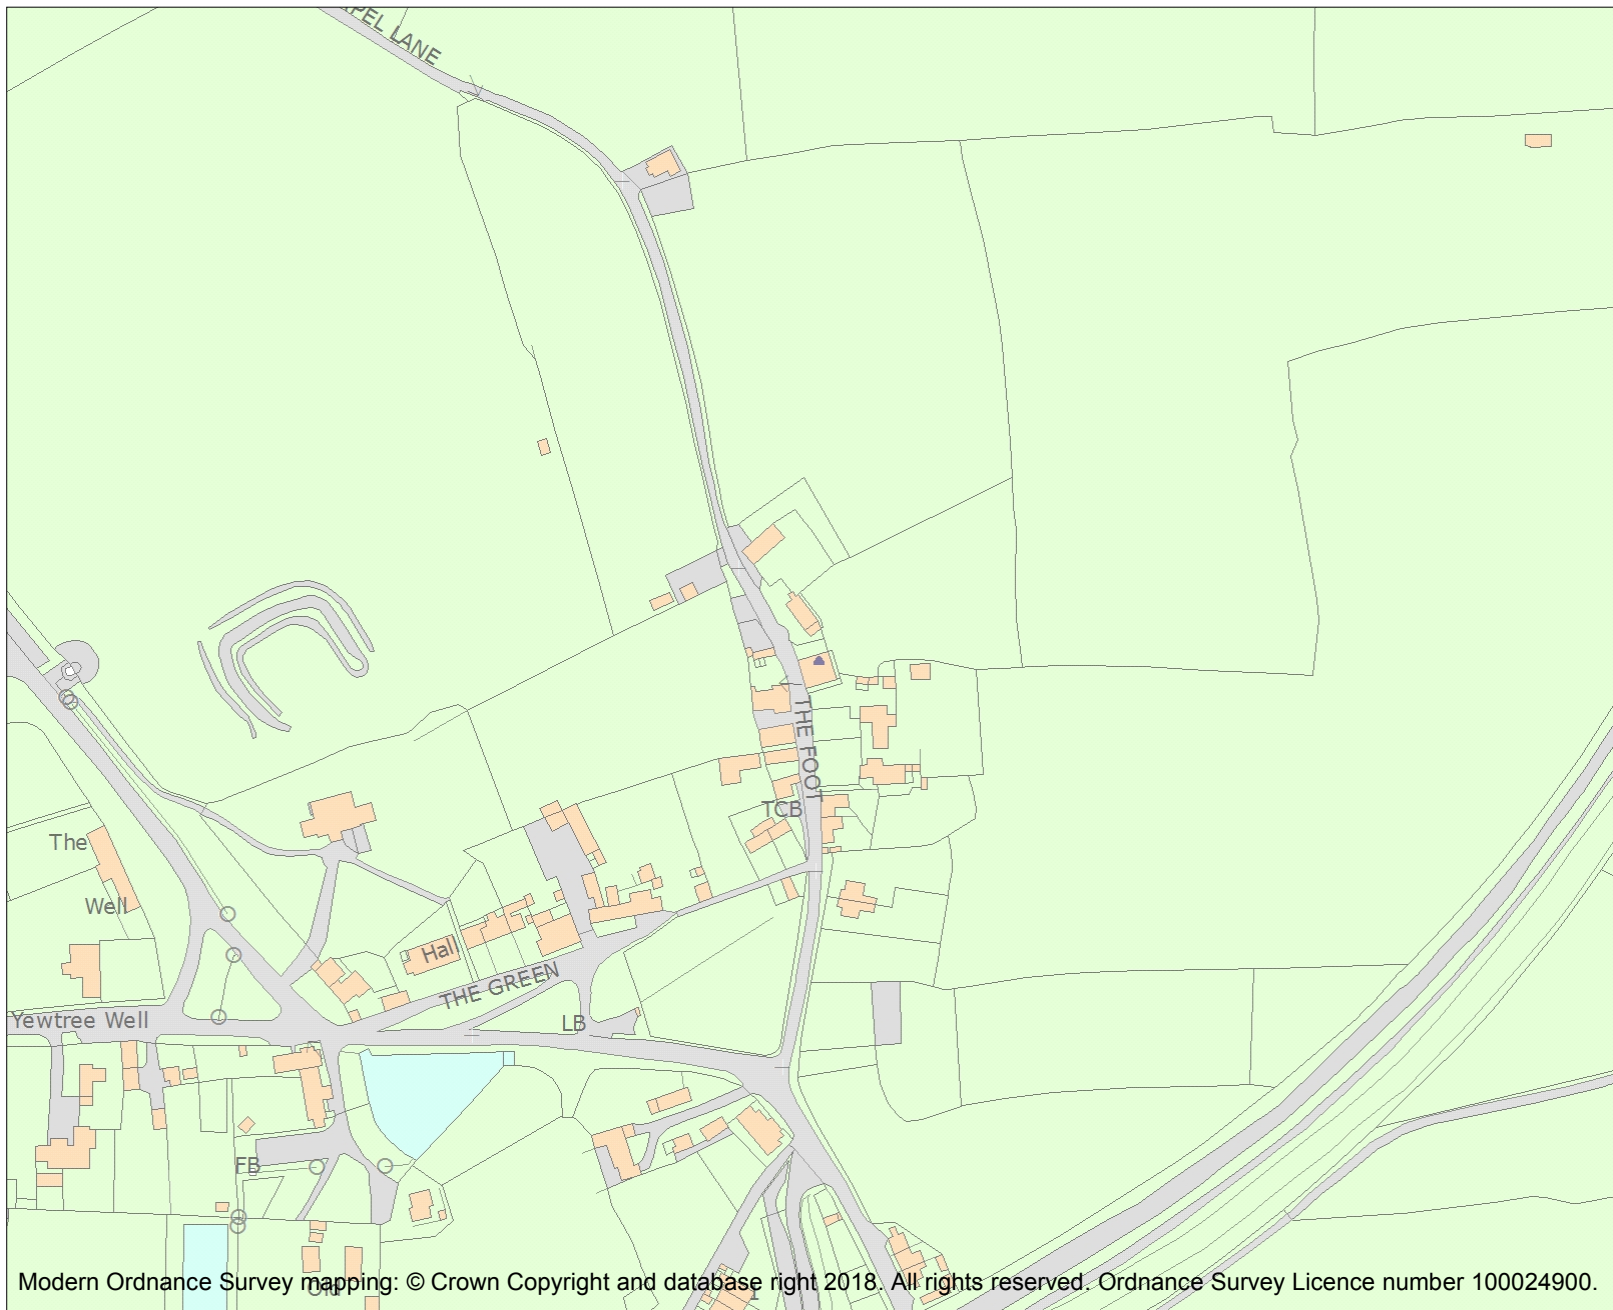 PEL LANE
THE FOOT
TCB
The
Well
Hall
THE GREEN
LB
Yewtree Well
FB
Old
Modern Ordnance Survey mapping: © Crown Copyright and database right 2018. All rights reserved. Ordnance Survey Licence number 100024900.